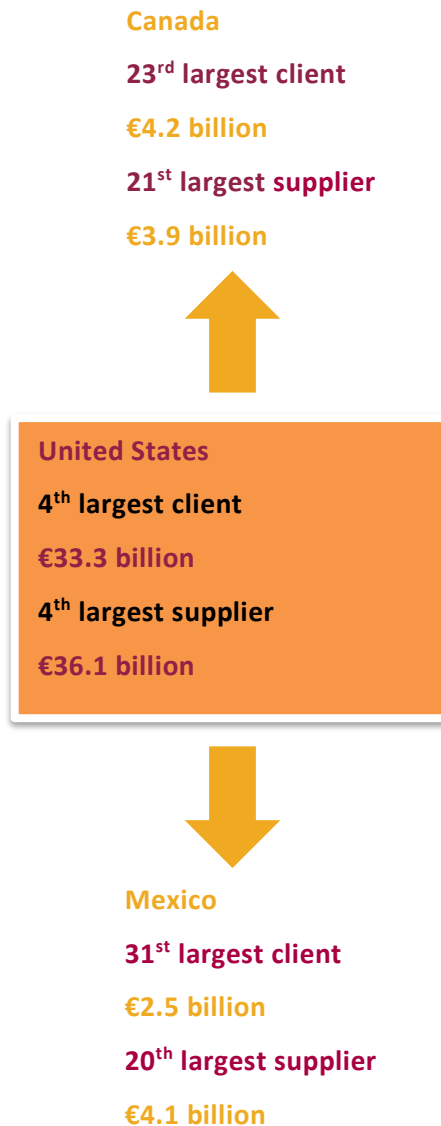 Canada
23rd largest client
€4.2 billion
21st largest supplier
€3.9 billion
United States
4th largest client
€33.3 billion
4th largest supplier
€36.1 billion
Mexico
31st largest client
€2.5 billion
20th largest supplier
€4.1 billion